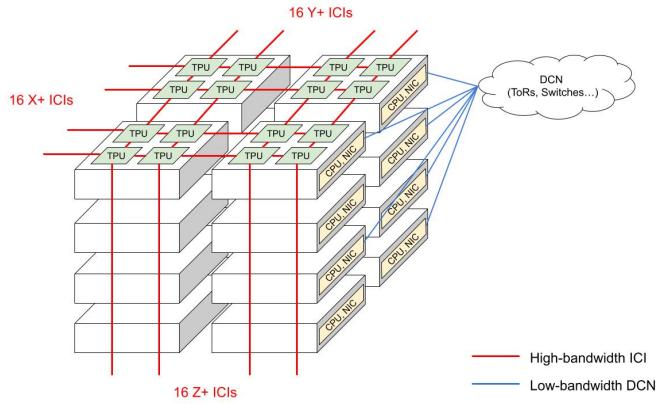 16 Y+ ICIs
TPU TPU TPU TPU
TPU TPU TPU TPU
CPU, NIC
DCN
(ToRs, Switches…)
16 X+ ICIs
TPU TPU TPU TPU
TPU TPU TPU TPU
CPU, NIC
CPU, NIC
CPU, NIC
CPU, NIC
CPU, NIC
CPU, NIC
CPU, NIC
High-bandwidth ICI
Low-bandwidth DCN
16 Z+ ICIs